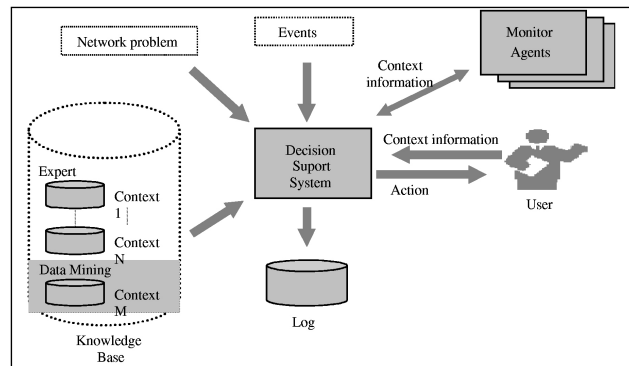 Network problem
Events
Monitor
Agents
Context
information
Decision
Suport
System
Context information
Action
User
Expert
Context
1
Context
N
Data Mining
Context
M
Knowledge
Base
Log